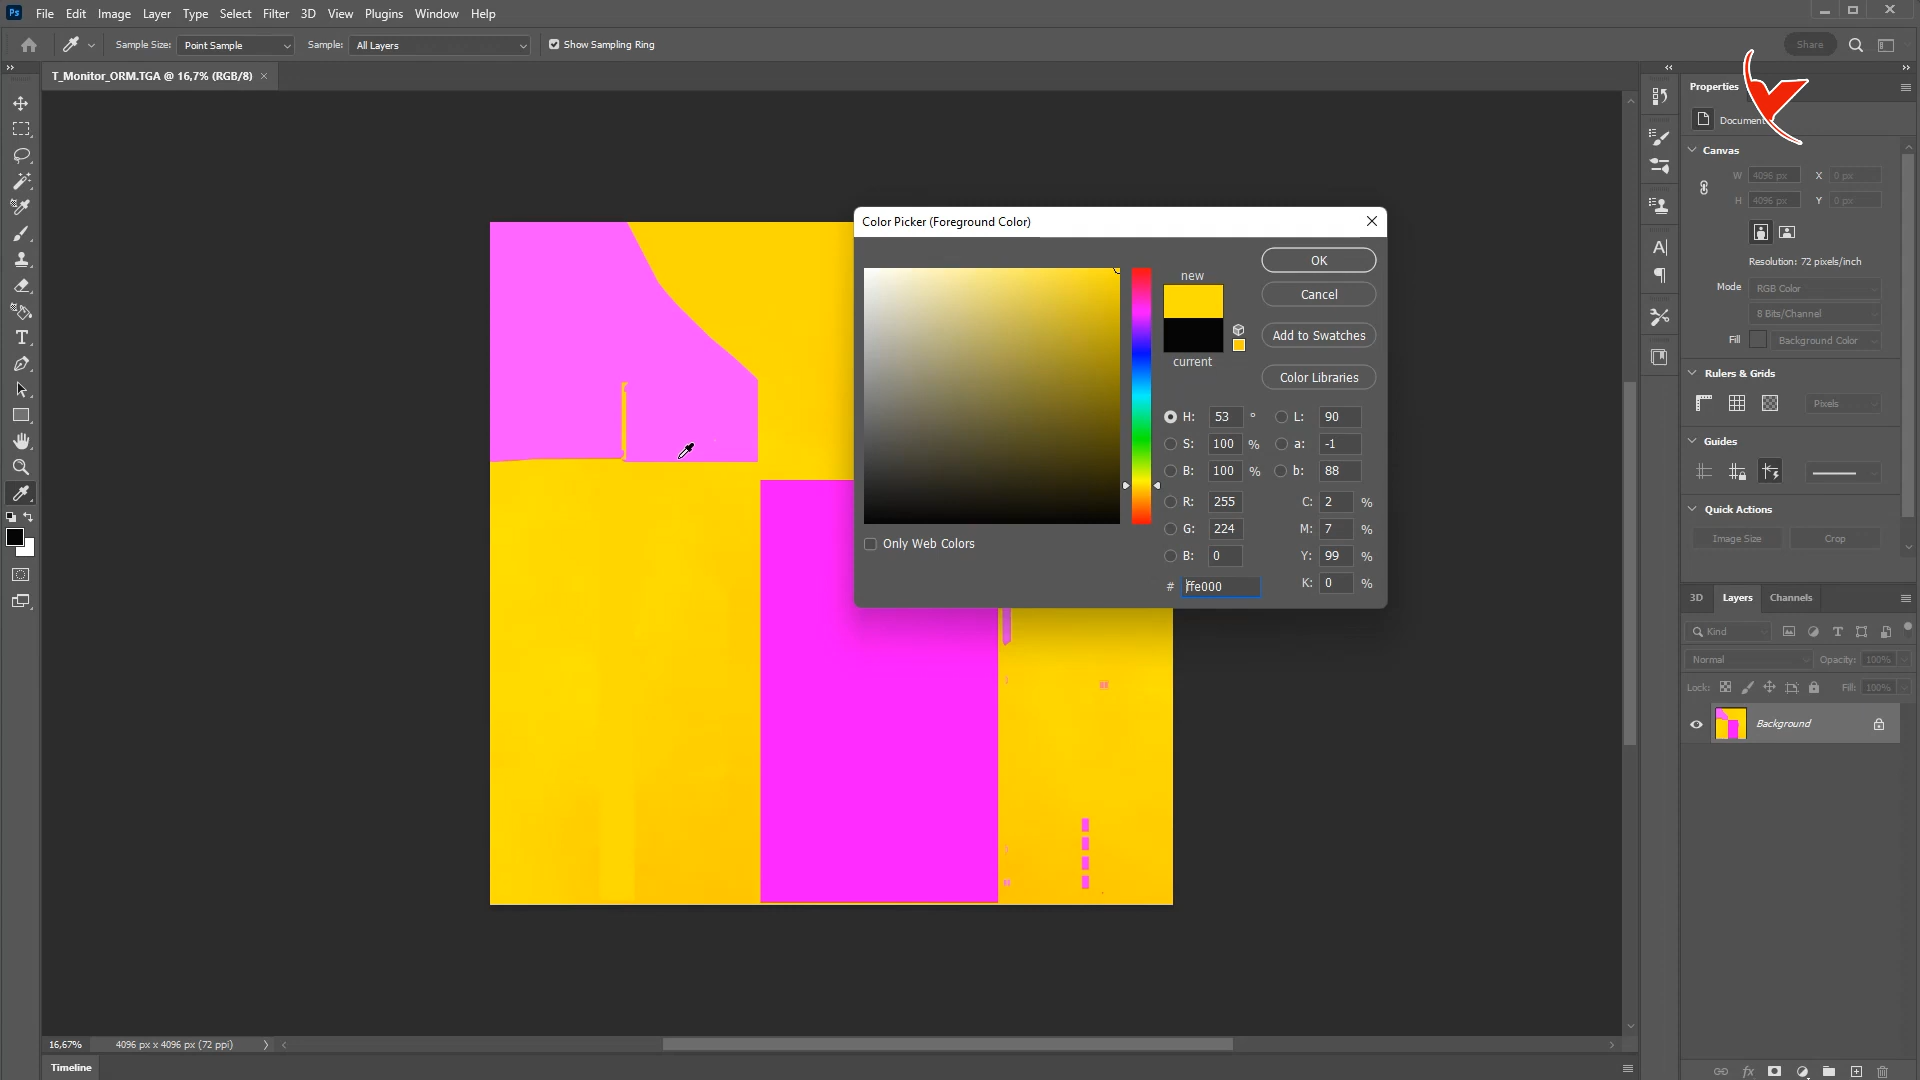 Ps File Edit Image Layer Type Select Filter 3D View Plugins Window Help
Sample Size: Point Sample Sample: All Layers Show Sampling Ring Share
T_Monitor_ORM.TGA @ 16,7% (RGB/8) ×
Properties
Document
Canvas
W 4096 px X 0 px
H 4096 px Y 0 px
Resolution: 72 pixels/inch
Mode RGB Color
8 Bits/Channel
Fill Background Color
Rulers & Grids
Pixels
Guides
Quick Actions
Image Size Crop
Color Picker (Foreground Color)
new
current
OK
Cancel
Add to Swatches
Color Libraries
H: 53 ° L: 90
S: 100 % a: -1
B: 100 % b: 88
R: 255 C: 2 %
G: 224 M: 7 %
B: 0 Y: 99 %
# ffe000 K: 0 %
Only Web Colors
3D Layers Channels
Kind
Normal Opacity: 100%
Lock: Fill: 100%
Background
16,67% 4096 px x 4096 px (72 ppi)
Timeline